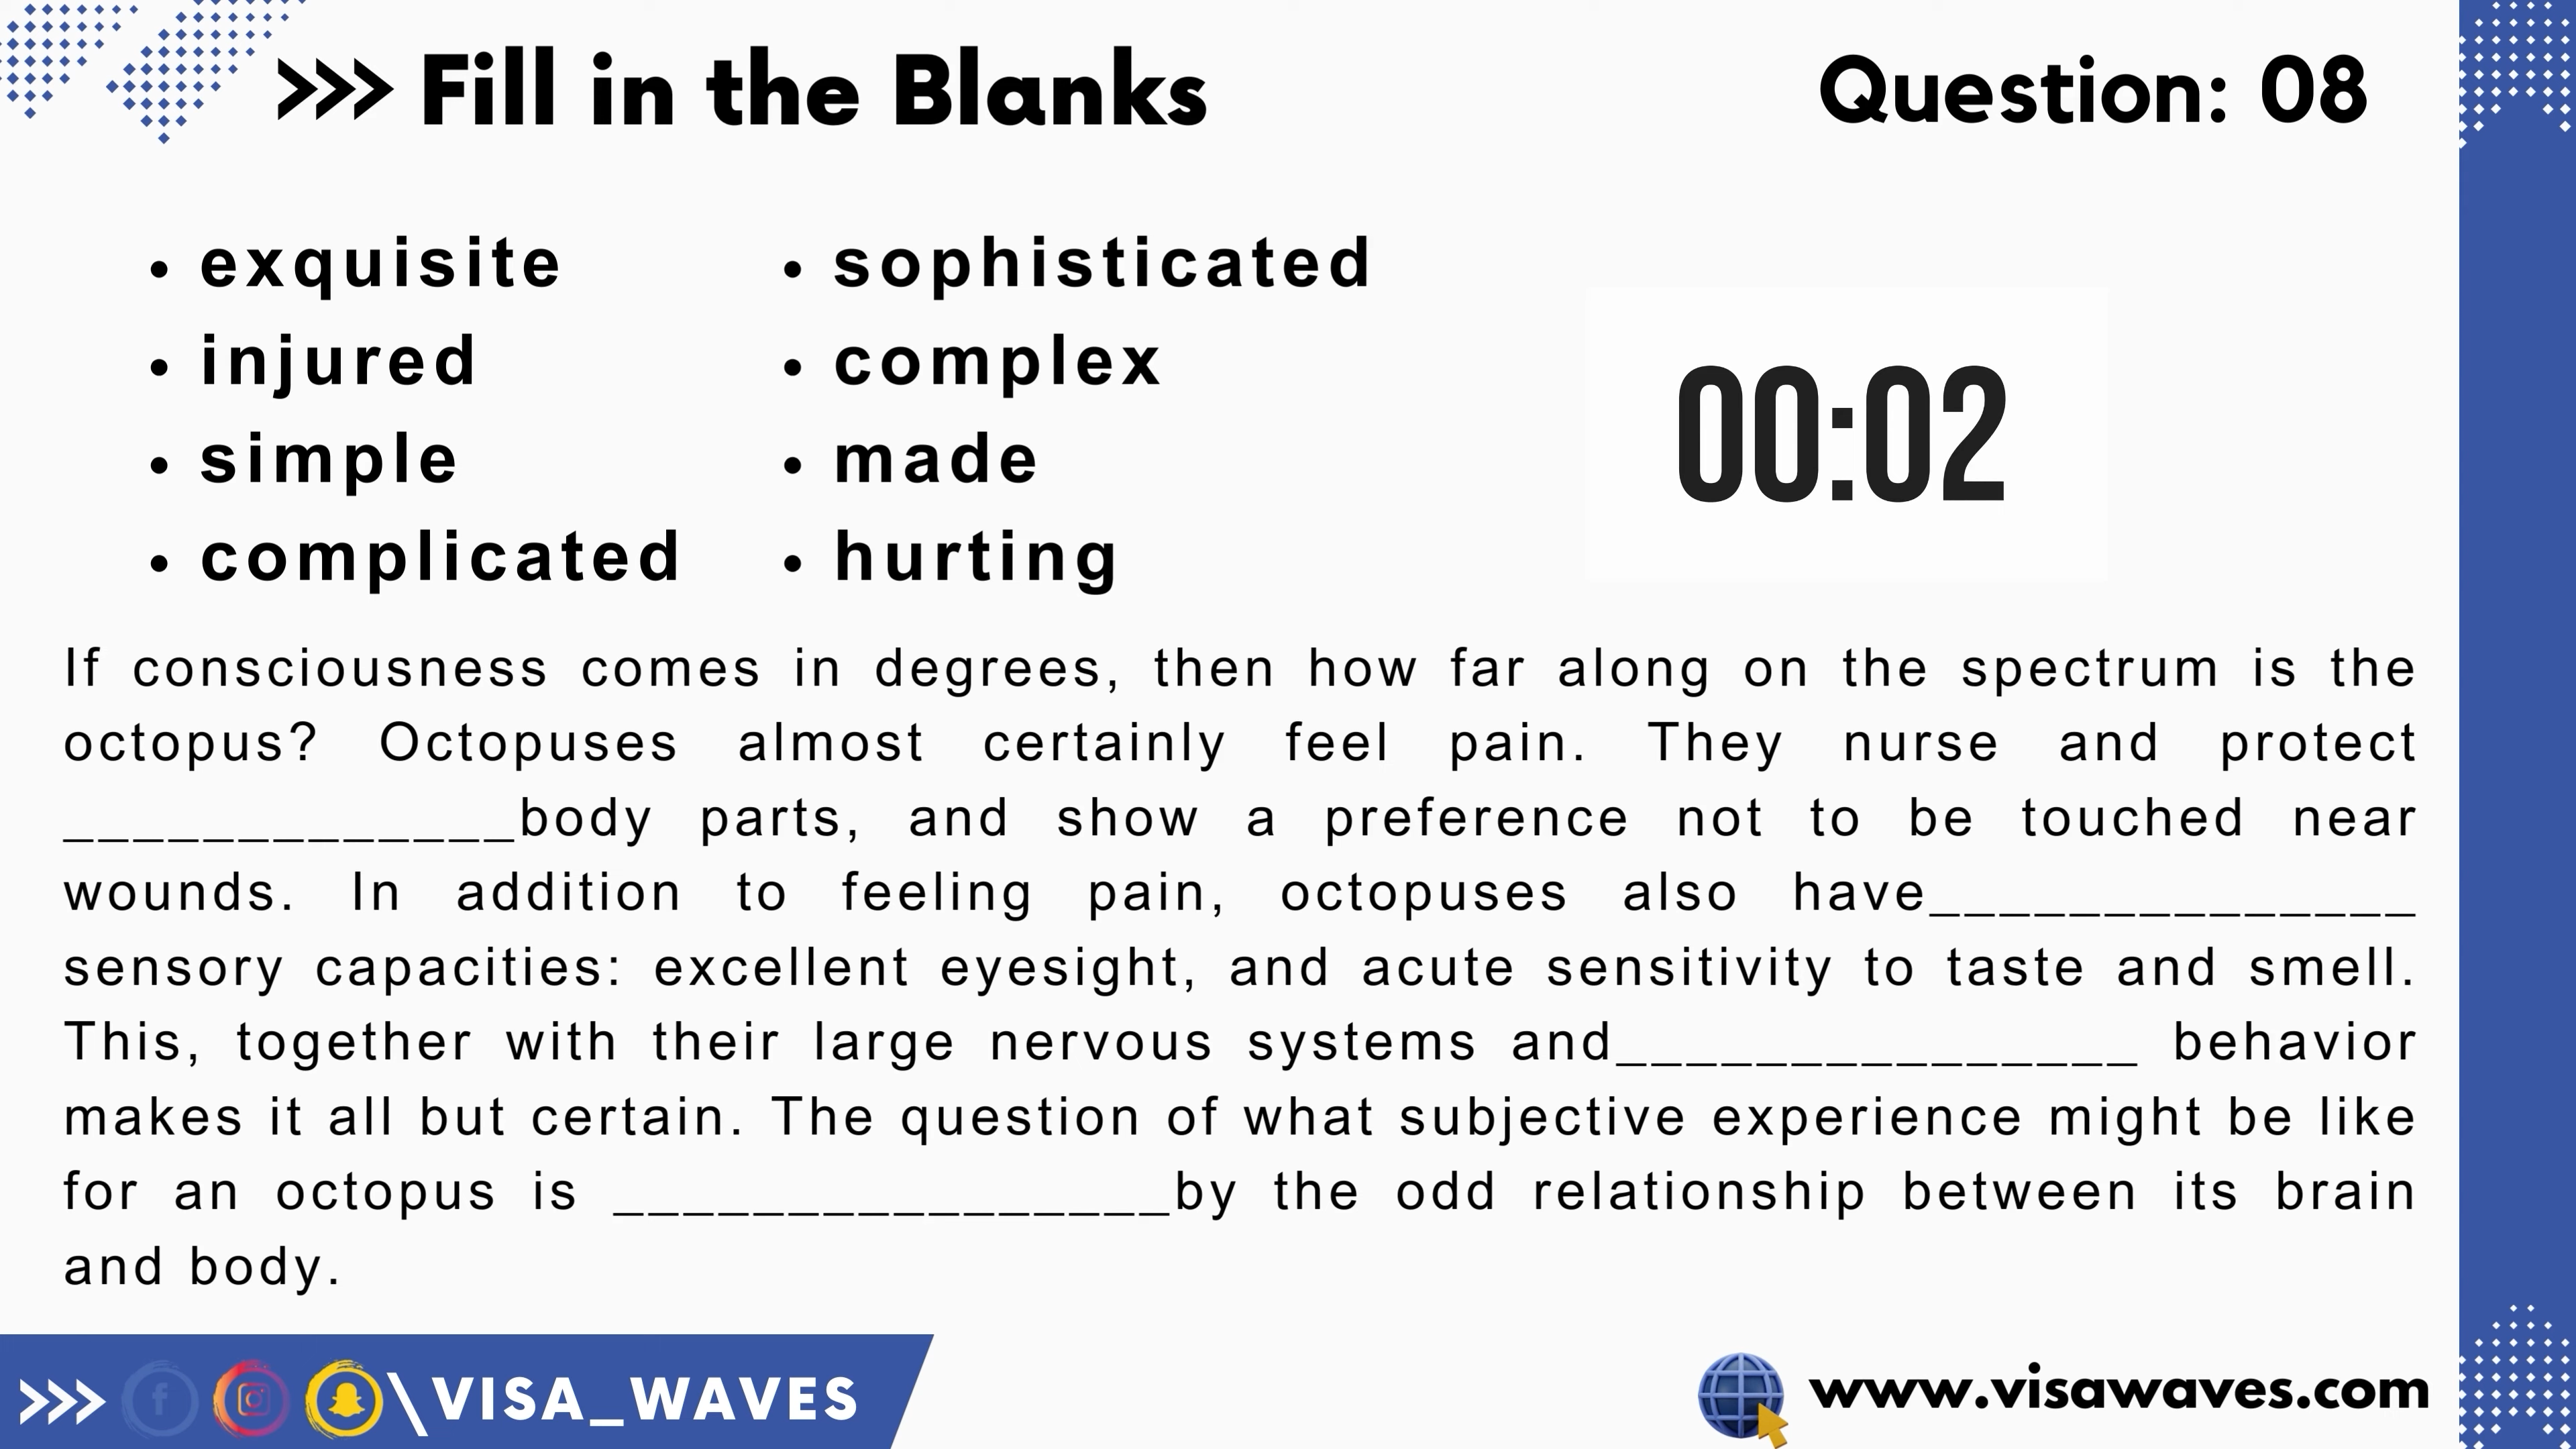 >>> Fill in the Blanks
Question: 08
• exquisite
• injured
• simple
• complicated
• sophisticated
• complex
• made
• hurting
00:02
If consciousness comes in degrees, then how far along on the spectrum is the
octopus? Octopuses almost certainly feel pain. They nurse and protect
_____________body parts, and show a preference not to be touched near
wounds. In addition to feeling pain, octopuses also have______________
sensory capacities: excellent eyesight, and acute sensitivity to taste and smell.
This, together with their large nervous systems and_______________ behavior
makes it all but certain. The question of what subjective experience might be like
for an octopus is ________________by the odd relationship between its brain
and body.
>>> \VISA_WAVES
www.visawaves.com